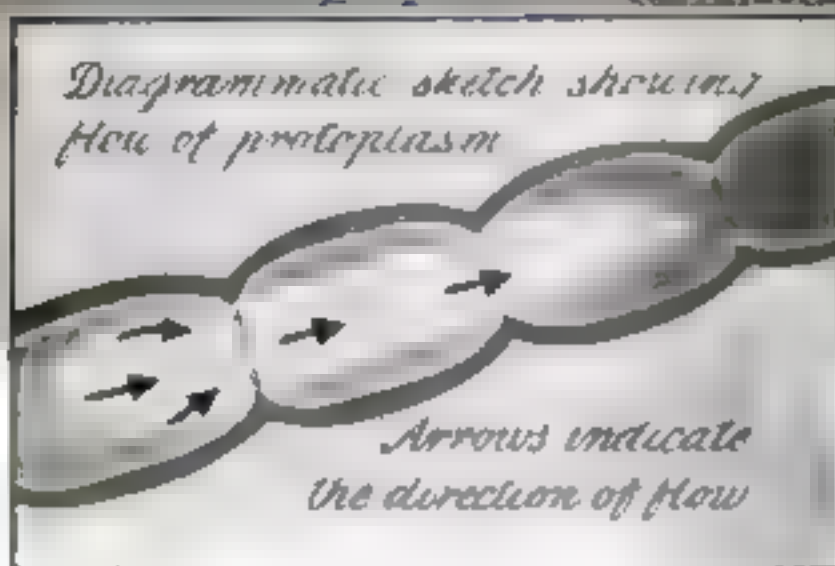 Diagrammatic sketch showing
flow of protoplasm
Arrows indicate
the direction of flow